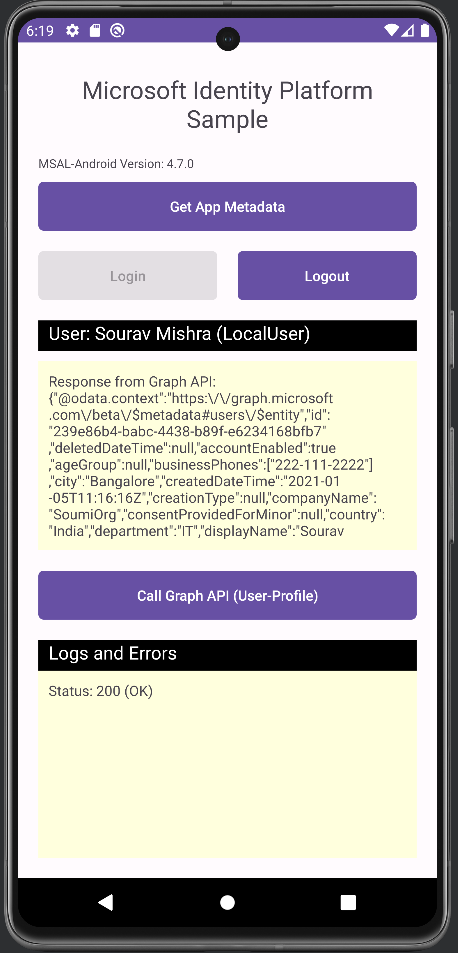 6:19
Microsoft Identity Platform
Sample
MSAL-Android Version: 4.7.0
Get App Metadata
Login
Logout
User: Sourav Mishra (LocalUser)
Response from Graph API:
{"@odata.context":"https:\/\/graph.microsoft
.com\/beta\/$metadata#users\/$entity","id":
"239e86b4-babc-4438-b89f-e6234168bfb7"
,"deletedDateTime":null,"accountEnabled":true
,"ageGroup":null,"businessPhones":["222-111-2222"]
,"city":"Bangalore","createdDateTime":"2021-01
-05T11:16:16Z","creationType":null,"companyName":
"SoumiOrg","consentProvidedForMinor":null,"country":
"India","department":"IT","displayName":"Sourav
Call Graph API (User-Profile)
Logs and Errors
Status: 200 (OK)